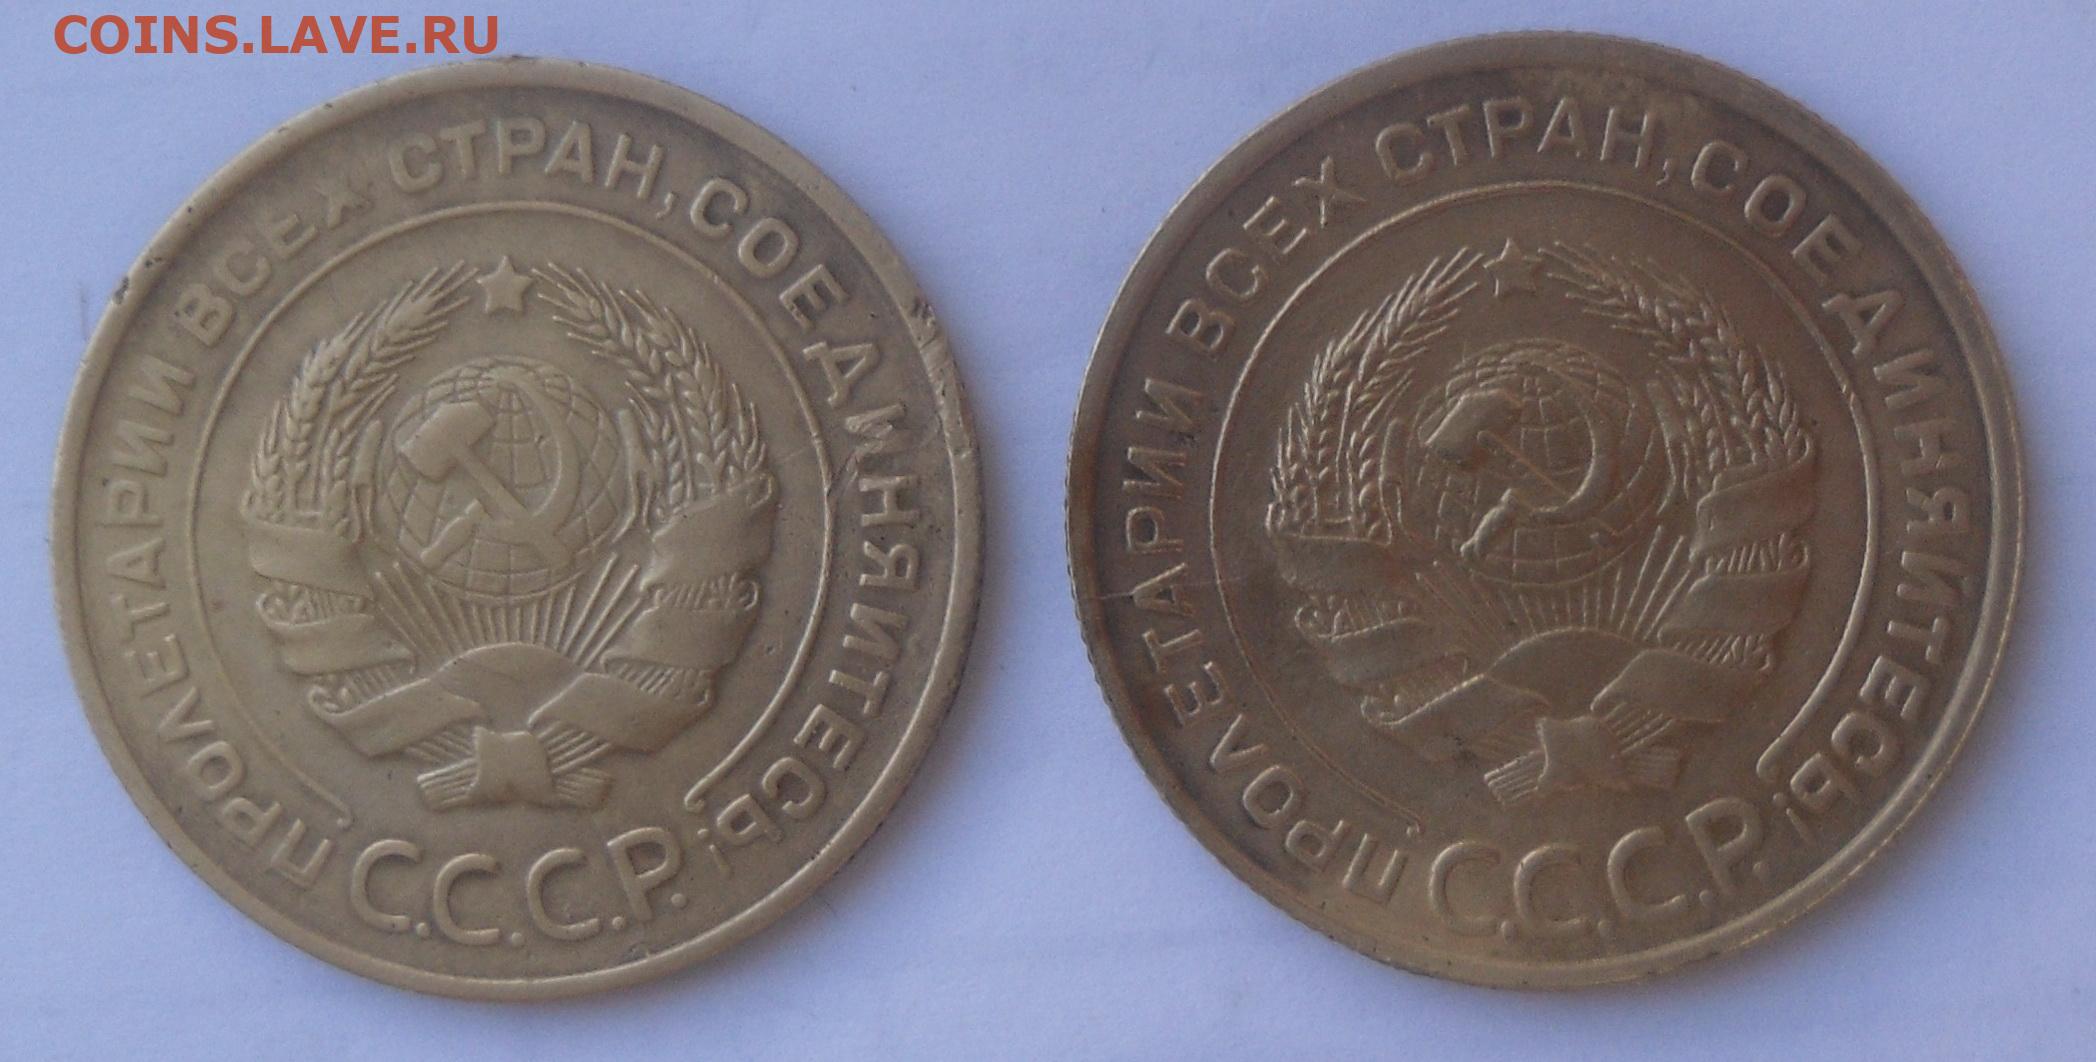 COINS.LAVE.RU
ПРОЛЕТАРИИ ВСЕХ СТРАН, СОЕДИНЯЙТЕСЬ!
С.С.С.Р.
ПРОЛЕТАРИИ ВСЕХ СТРАН, СОЕДИНЯЙТЕСЬ!
С.С.С.Р.